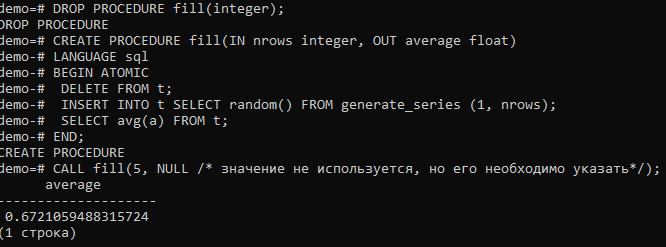 demo=# DROP PROCEDURE fill(integer);
DROP PROCEDURE
demo=# CREATE PROCEDURE fill(IN nrows integer, OUT average float)
demo-# LANGUAGE sql
demo-# BEGIN ATOMIC
demo-#  DELETE FROM t;
demo-#  INSERT INTO t SELECT random() FROM generate_series (1, nrows);
demo-#  SELECT avg(a) FROM t;
demo-# END;
CREATE PROCEDURE
demo=# CALL fill(5, NULL /* значение не используется, но его необходимо указать*/);
      average
-------------------
 0.6721059488315724
(1 строка)